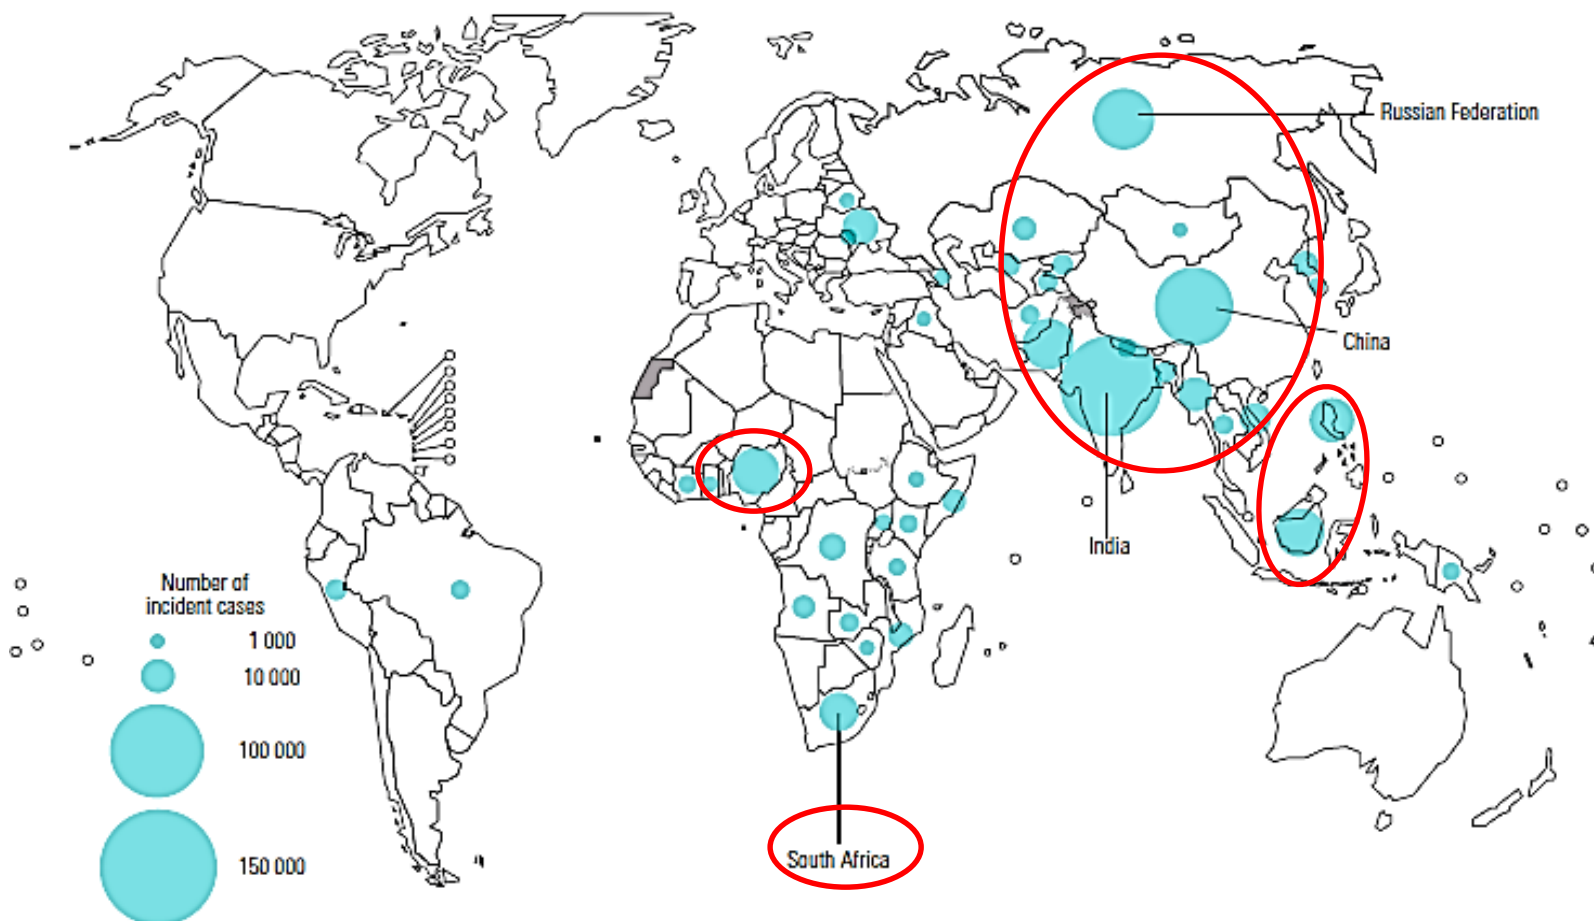 Russian Federation
China
India
Number of
incident cases
1 000
10 000
100 000
150 000
South Africa